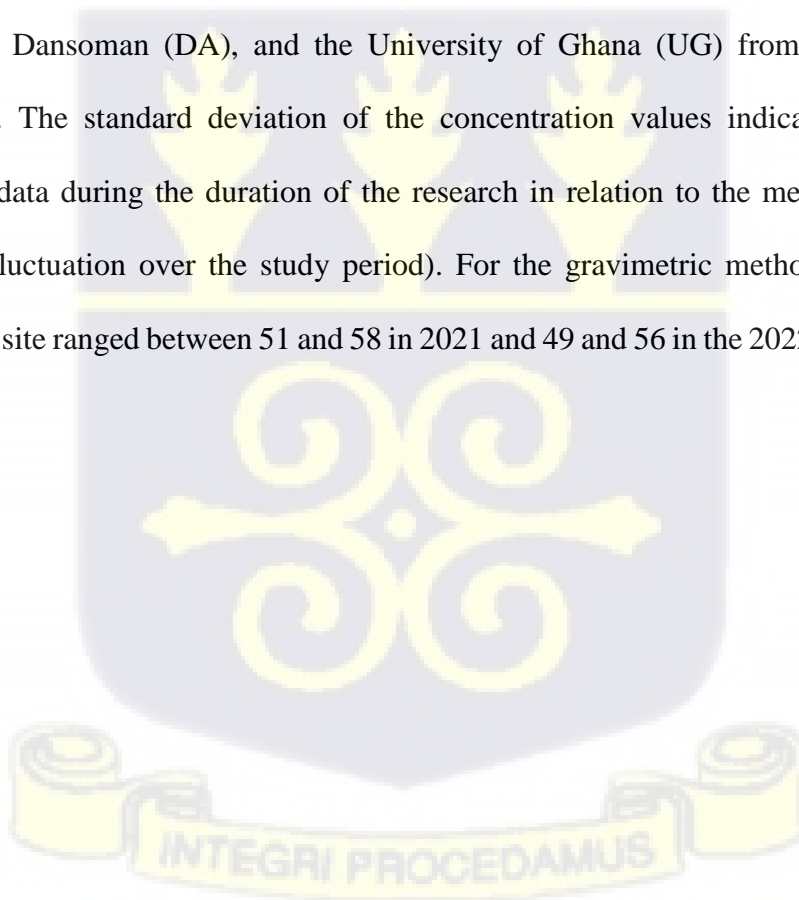 Dansoman (DA), and the University of Ghana (UG) from
. The standard deviation of the concentration values indica
data during the duration of the research in relation to the me
luctuation over the study period). For the gravimetric metho
site ranged between 51 and 58 in 2021 and 49 and 56 in the 202
INTEGRI PROCEDAMUS